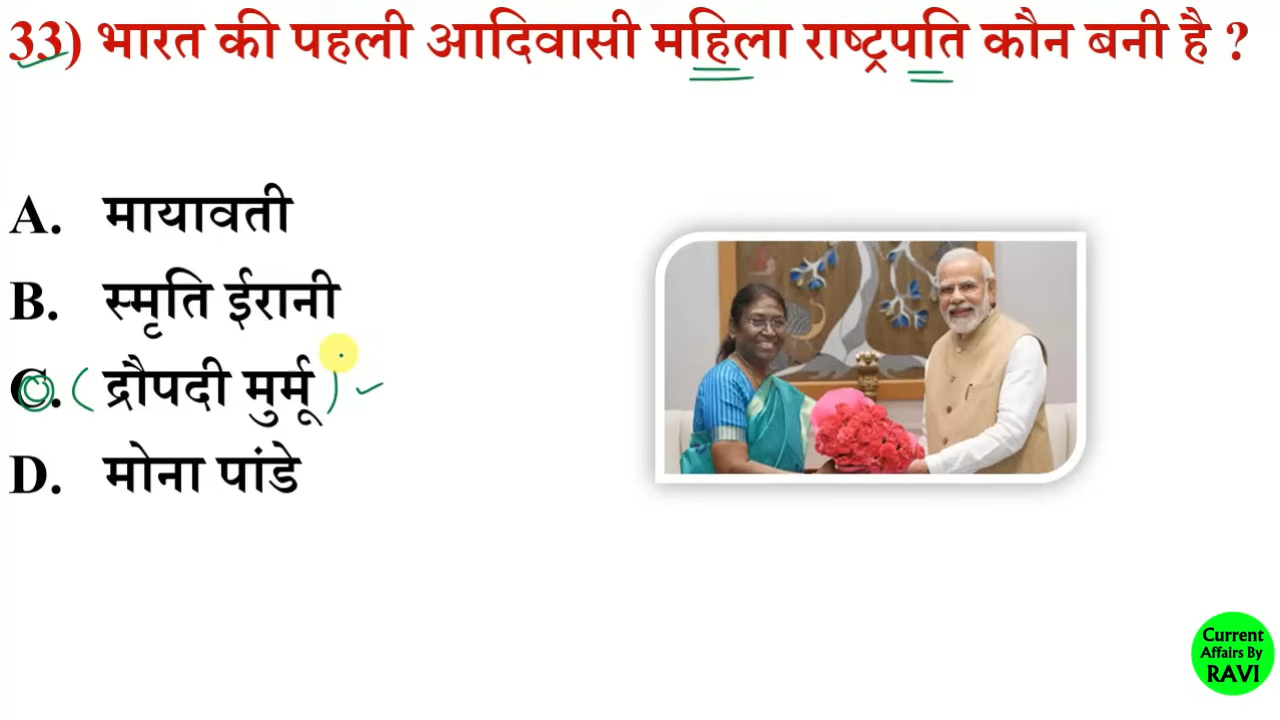 33) भारत की पहली आदिवासी महिला राष्ट्रपति कौन बनी है ?
A. मायावती
B. स्मृति ईरानी
C. ( द्रौपदी मुर्मू )
D. मोना पांडे
Current
Affairs By
RAVI